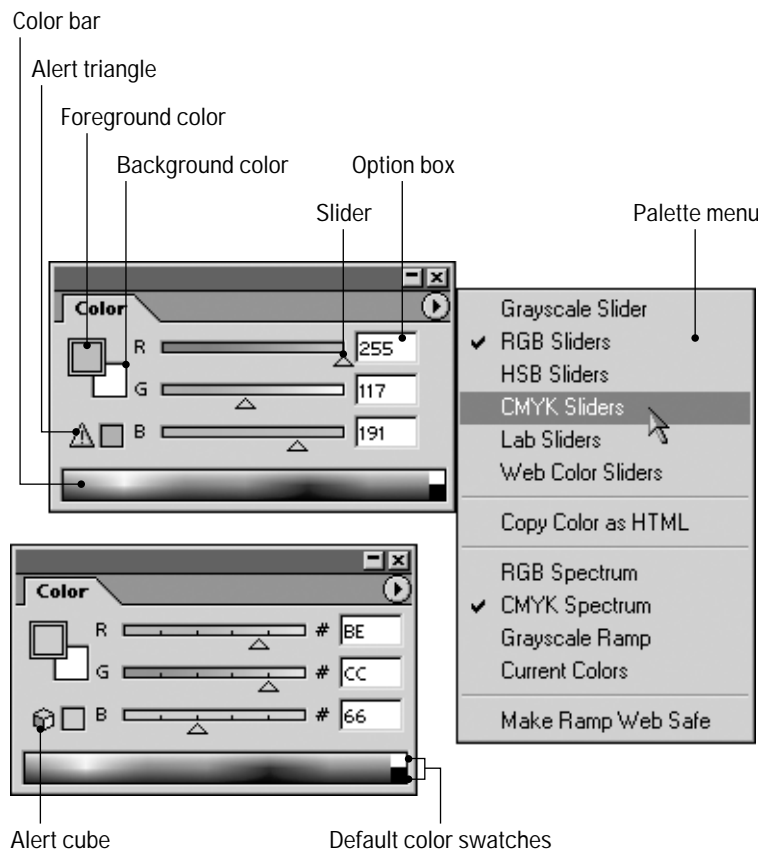 Color bar
Alert triangle
Foreground color
Background color
Option box
Slider
Palette menu
Color
R
255
G
117
B
191
Grayscale Slider
RGB Sliders
HSB Sliders
CMYK Sliders
Lab Sliders
Web Color Sliders
Copy Color as HTML
RGB Spectrum
CMYK Spectrum
Grayscale Ramp
Current Colors
Make Ramp Web Safe
Color
R # BE
G # CC
B # 66
Alert cube
Default color swatches